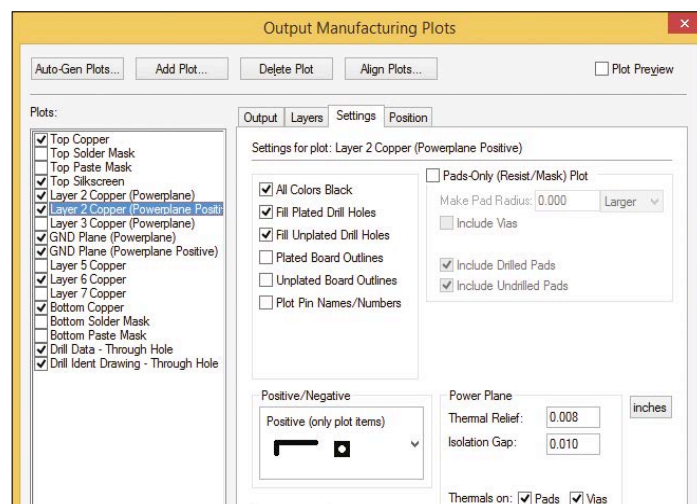 Output Manufacturing Plots
Auto-Gen Plots... Add Plot... Delete Plot Align Plots... Plot Preview
Plots:
Top Copper
Top Solder Mask
Top Paste Mask
Top Silkscreen
Layer 2 Copper (Powerplane)
Layer 2 Copper (Powerplane Positi
Layer 3 Copper (Powerplane)
GND Plane (Powerplane)
GND Plane (Powerplane Positive)
Layer 5 Copper
Layer 6 Copper
Layer 7 Copper
Bottom Copper
Bottom Solder Mask
Bottom Paste Mask
Drill Data - Through Hole
Drill Ident Drawing - Through Hole
Output Layers Settings Position
Settings for plot: Layer 2 Copper (Powerplane Positive)
All Colors Black
Fill Plated Drill Holes
Fill Unplated Drill Holes
Plated Board Outlines
Unplated Board Outlines
Plot Pin Names/Numbers
Pads-Only (Resist/Mask) Plot
Make Pad Radius: 0.000 Larger
Include Vias
Include Drilled Pads
Include Undrilled Pads
Positive/Negative
Positive (only plot items)
Power Plane
Thermal Relief: 0.008
Isolation Gap: 0.010
Thermals on: Pads Vias
inches